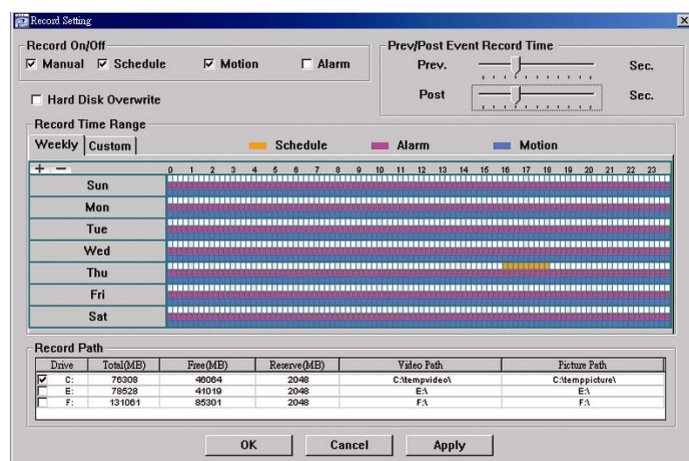 Record Setting
Record On/Off
Manual Schedule Motion Alarm
Prev/Post Event Record Time
Prev. Sec.
Post Sec.
Hard Disk Overwrite
Record Time Range
Weekly Custom
Schedule Alarm Motion
+ − 0 1 2 3 4 5 6 7 8 9 10 11 12 13 14 15 16 17 18 19 20 21 22 23
Sun
Mon
Tue
Wed
Thu
Fri
Sat
Record Path
Drive Total(MB) Free(MB) Reserve(MB) Video Path Picture Path
C: 76308 46064 2048 C:\tempvideo\ C:\temppicture\
E: 78528 41019 2048 E:\ E:\
F: 131061 85301 2048 F:\ F:\
OK Cancel Apply